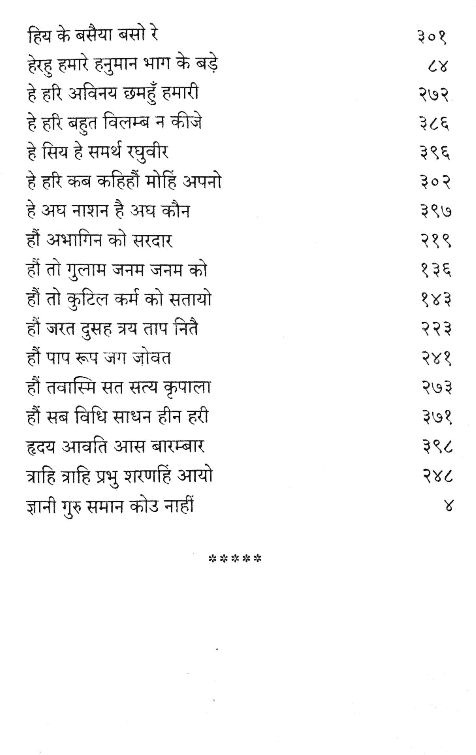 हिय के बसैया बसो रे ३०१
हेरहु हमारे हनुमान भाग के बड़े ८४
हे हरि अविनय छमहुँ हमारी २७२
हे हरि बहुत विलम्ब न कीजे ३८६
हे सिय हे समर्थ रघुवीर ३९६
हे हरि कब कहिहौं मोहिं अपनो ३०२
हे अघ नाशन है अघ कौन ३९७
हौं अभागिन को सरदार २१९
हौं तो गुलाम जनम जनम को १३६
हौं तो कुटिल कर्म को सतायो १४३
हौं जरत दुसह त्रय ताप नितै २२३
हौं पाप रूप जग जोवत २४१
हौं तवास्मि सत सत्य कृपाला २७३
हौं सब विधि साधन हीन हरी ३७१
हृदय आवति आस बारम्बार ३९८
त्राहि त्राहि प्रभु शरणहिं आयो २४८
ज्ञानी गुरु समान कोउ नाहीं ४
*****